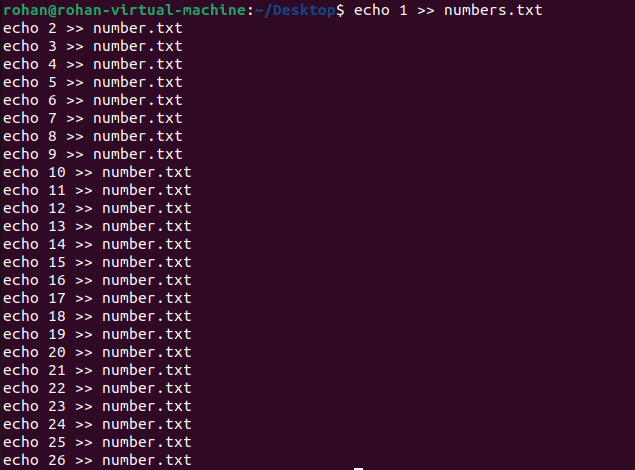 rohan@rohan-virtual-machine:~/Desktop$ echo 1 >> numbers.txt
echo 2 >> number.txt
echo 3 >> number.txt
echo 4 >> number.txt
echo 5 >> number.txt
echo 6 >> number.txt
echo 7 >> number.txt
echo 8 >> number.txt
echo 9 >> number.txt
echo 10 >> number.txt
echo 11 >> number.txt
echo 12 >> number.txt
echo 13 >> number.txt
echo 14 >> number.txt
echo 15 >> number.txt
echo 16 >> number.txt
echo 17 >> number.txt
echo 18 >> number.txt
echo 19 >> number.txt
echo 20 >> number.txt
echo 21 >> number.txt
echo 22 >> number.txt
echo 23 >> number.txt
echo 24 >> number.txt
echo 25 >> number.txt
echo 26 >> number.txt